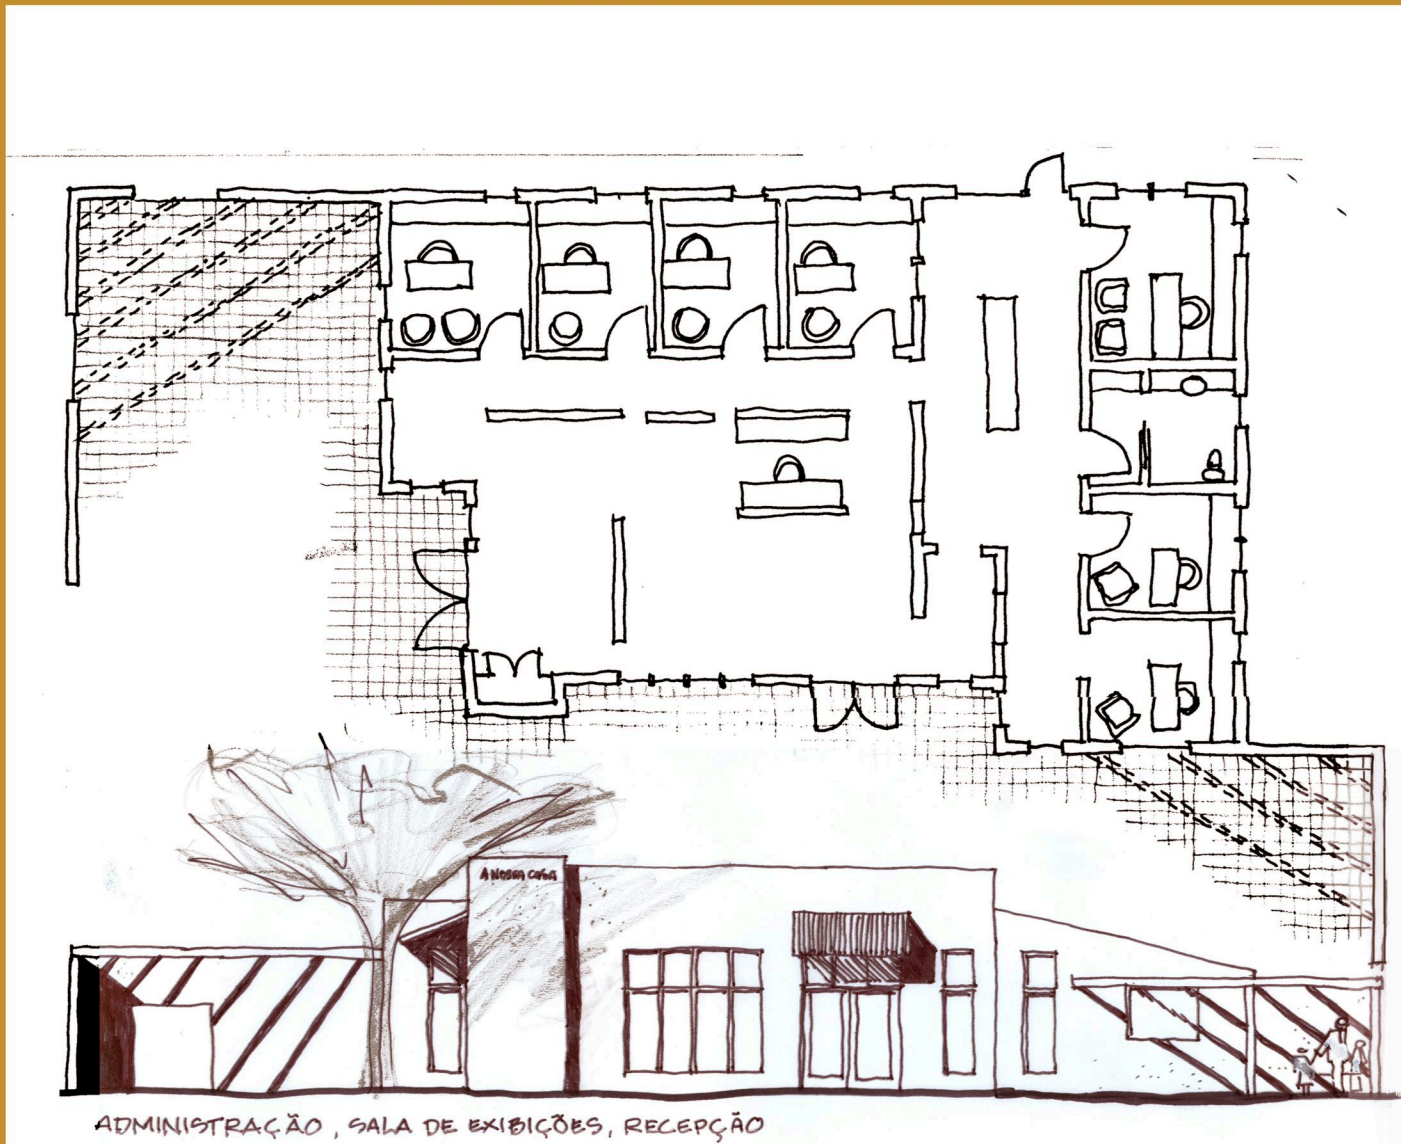 A NOSSA CASA
ADMINISTRAÇÃO, SALA DE EXIBIÇÕES, RECEPÇÃO